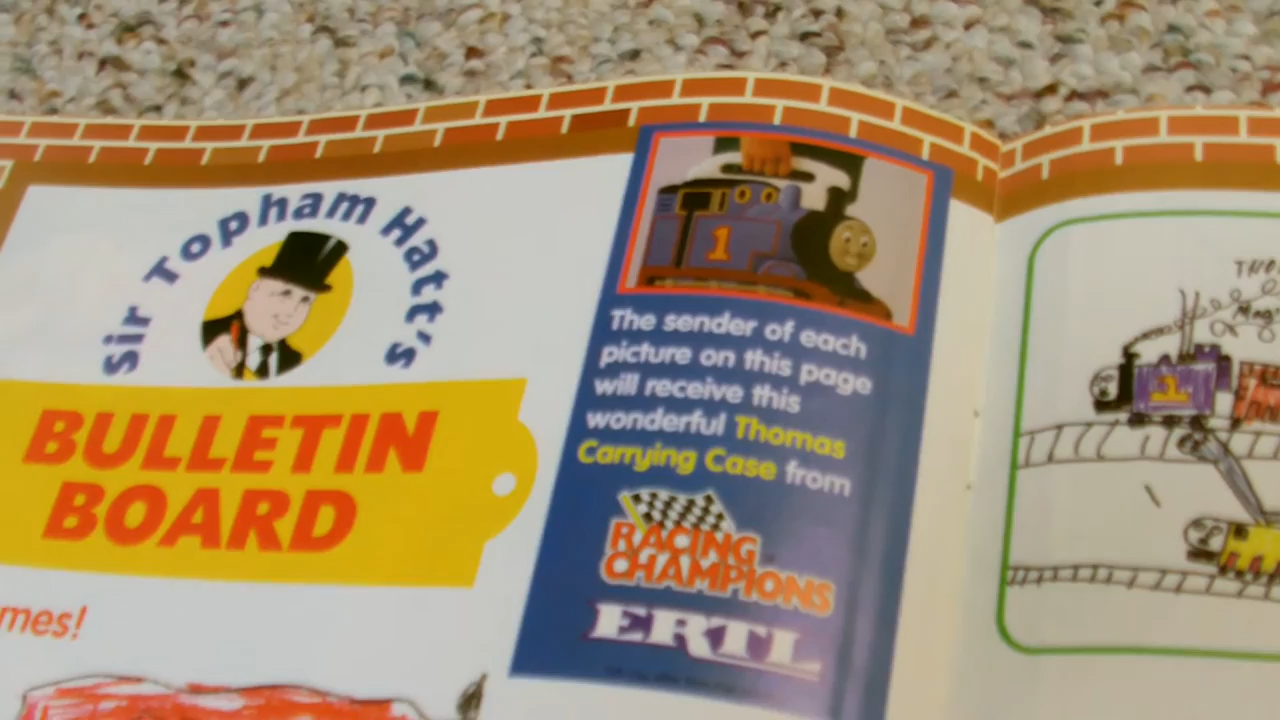 Sir Topham Hatt's
BULLETIN
BOARD
mes!
1
The sender of each
picture on this page
will receive this
wonderful Thomas
Carrying Case from
RACING
CHAMPIONS
ERTL
1